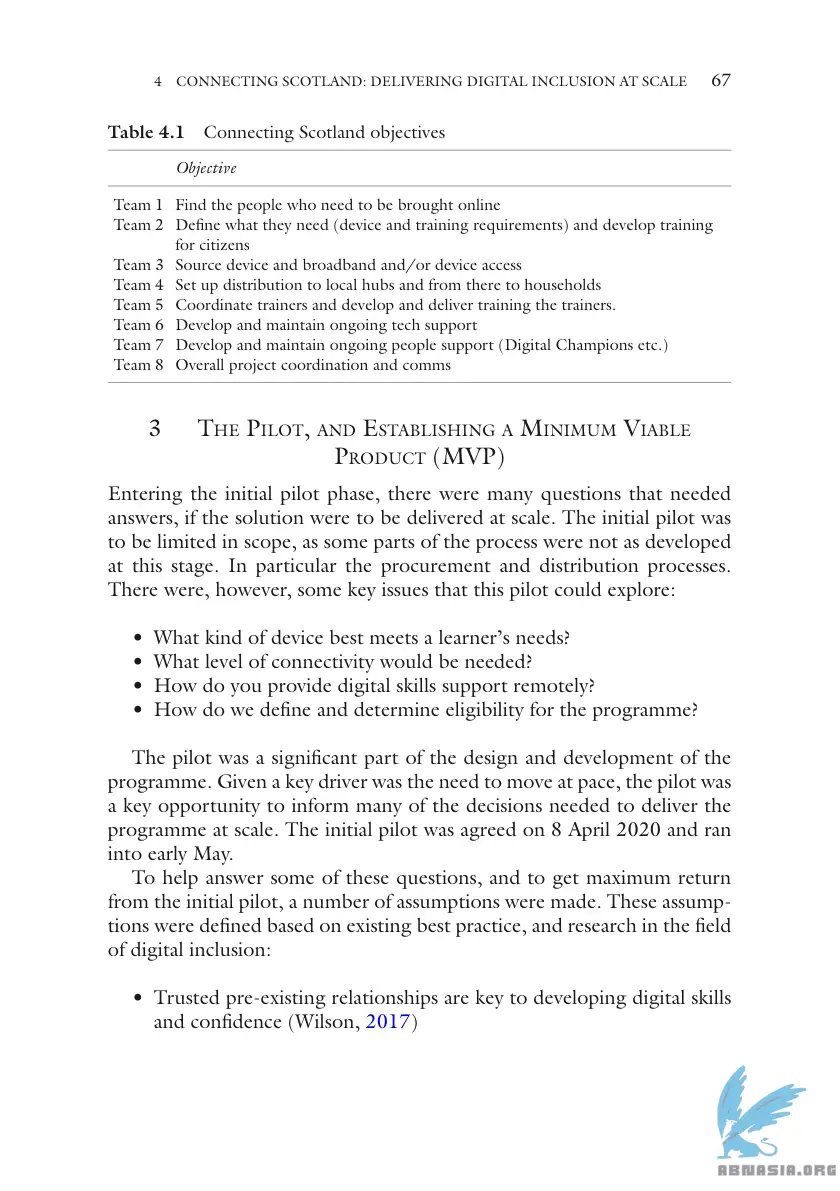 4 CONNECTING SCOTLAND: DELIVERING DIGITAL INCLUSION AT SCALE 67
Table 4.1 Connecting Scotland objectives
Objective
Team 1 Find the people who need to be brought online
Team 2 Define what they need (device and training requirements) and develop training
for citizens
Team 3 Source device and broadband and/or device access
Team 4 Set up distribution to local hubs and from there to households
Team 5 Coordinate trainers and develop and deliver training the trainers.
Team 6 Develop and maintain ongoing tech support
Team 7 Develop and maintain ongoing people support (Digital Champions etc.)
Team 8 Overall project coordination and comms
3 The Pilot, and Establishing a Minimum Viable
Product (MVP)
Entering the initial pilot phase, there were many questions that needed
answers, if the solution were to be delivered at scale. The initial pilot was
to be limited in scope, as some parts of the process were not as developed
at this stage. In particular the procurement and distribution processes.
There were, however, some key issues that this pilot could explore:
• What kind of device best meets a learner's needs?
• What level of connectivity would be needed?
• How do you provide digital skills support remotely?
• How do we define and determine eligibility for the programme?
The pilot was a significant part of the design and development of the
programme. Given a key driver was the need to move at pace, the pilot was
a key opportunity to inform many of the decisions needed to deliver the
programme at scale. The initial pilot was agreed on 8 April 2020 and ran
into early May.
To help answer some of these questions, and to get maximum return
from the initial pilot, a number of assumptions were made. These assump-
tions were defined based on existing best practice, and research in the field
of digital inclusion:
• Trusted pre-existing relationships are key to developing digital skills
and confidence (Wilson, 2017)
ABNASIA.ORG